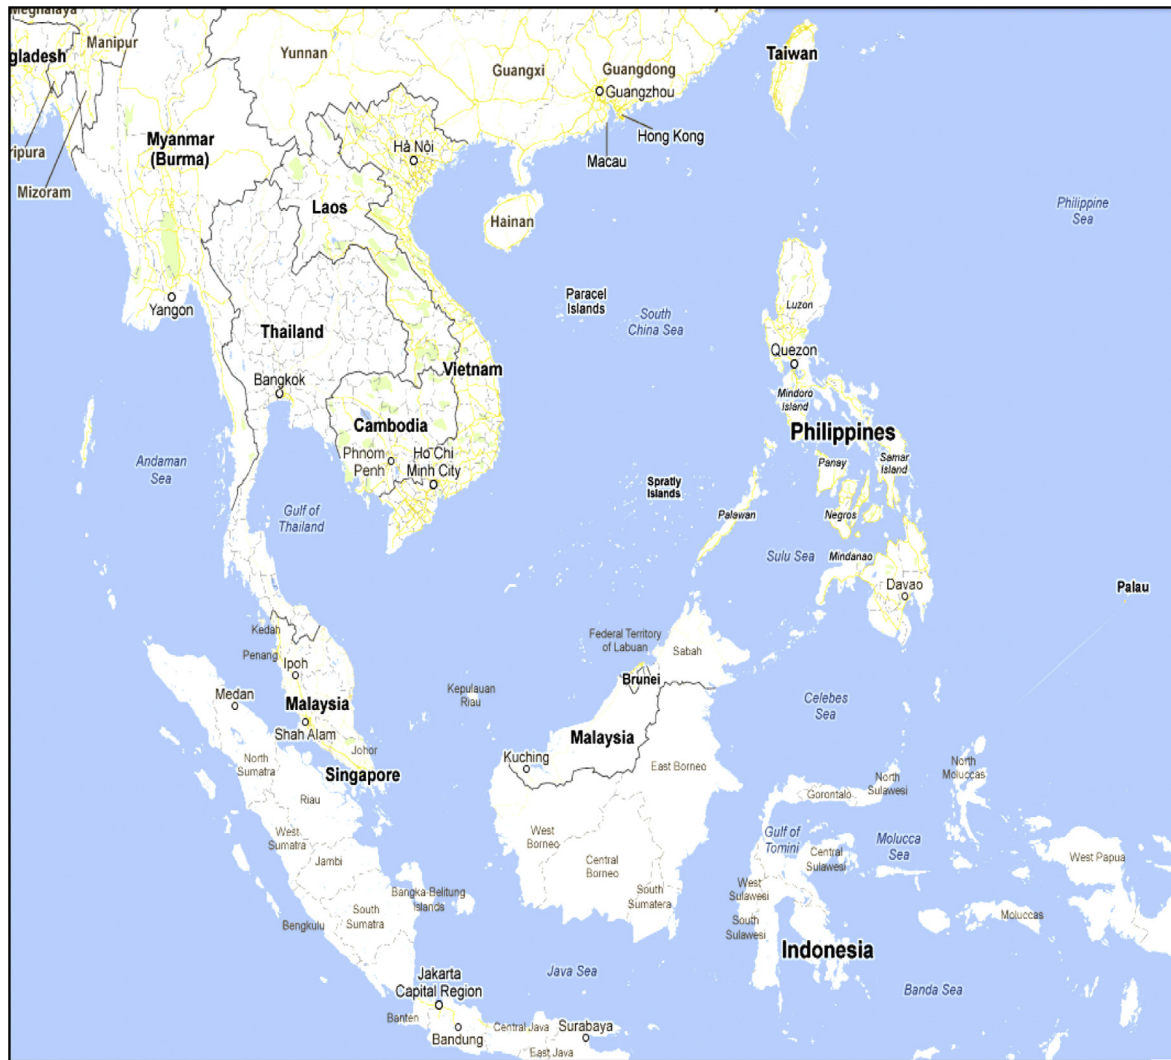 Meghalaya
Manipur
gladesh
Yunnan
Guangxi
Guangdong
Guangzhou
Taiwan
Hong Kong
Macau
ripura
Mizoram
Myanmar
(Burma)
Hà Nội
Laos
Hainan
Philippine
Sea
Yangon
Paracel
Islands
South
China Sea
Luzon
Thailand
Quezon
Vietnam
Bangkok
Mindoro
Island
Cambodia
Philippines
Phnom
Penh
Ho Chi
Minh City
Andaman
Sea
Panay
Samar
Island
Spratly
Islands
Gulf of
Thailand
Palawan
Negros
Sulu Sea
Mindanao
Davao
Palau
Kedah
Penang
Ipoh
Federal Territory
of Labuan
Sabah
Brunei
Medan
Malaysia
Kepulauan
Riau
Celebes
Sea
Shah Alam
Malaysia
Johor
Kuching
Singapore
East Borneo
North
Sumatra
Riau
North
Moluccas
North
Sulawesi
Gorontalo
West
Sumatra
Jambi
West
Borneo
Central
Borneo
Gulf of
Tomini
Central
Sulawesi
Molucca
Sea
West Papua
Bangka-Belitung
Islands
South
Sumatera
West
Sulawesi
South
Sulawesi
Bengkulu
South
Sumatra
Moluccas
Indonesia
Jakarta
Capital Region
Java Sea
Banda Sea
Banten
Bandung
Central Java
Surabaya
East Java